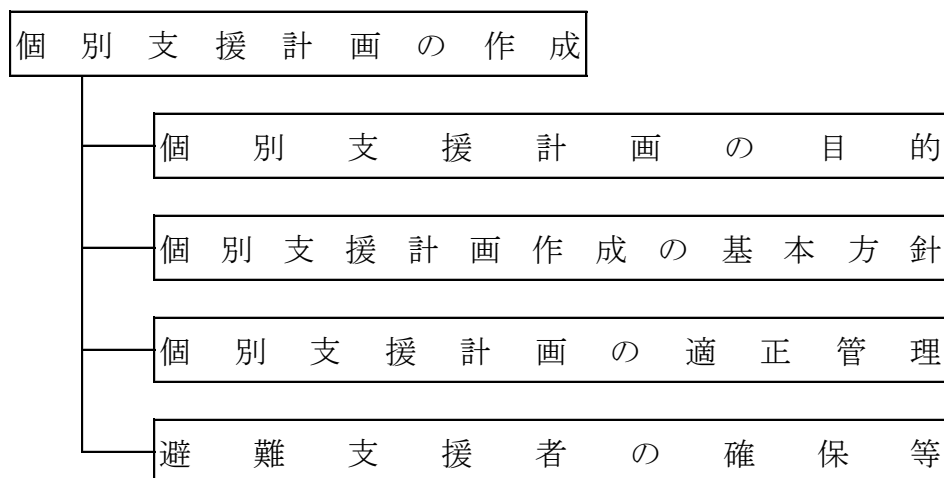 個別支援計画の作成
個別支援計画の目的
個別支援計画作成の基本方針
個別支援計画の適正管理
避難支援者の確保等